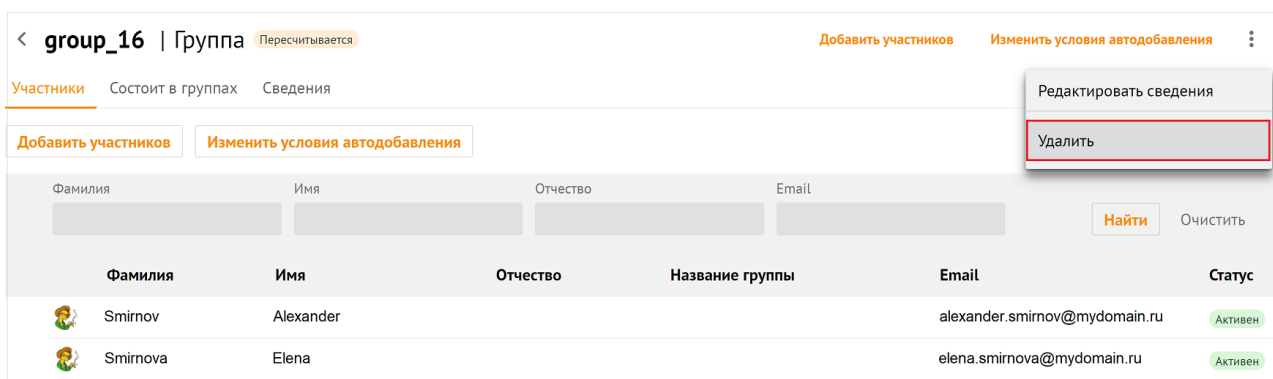 group_16 | Группа Пересчитывается Добавить участников Изменить условия автодобавления
Участники Состоит в группах Сведения
Редактировать сведения
Добавить участников Изменить условия автодобавления
Удалить
Фамилия Имя Отчество Email
Найти Очистить
Фамилия Имя Отчество Название группы Email Статус
Smirnov Alexander alexander.smirnov@mydomain.ru Активен
Smirnova Elena elena.smirnova@mydomain.ru Активен